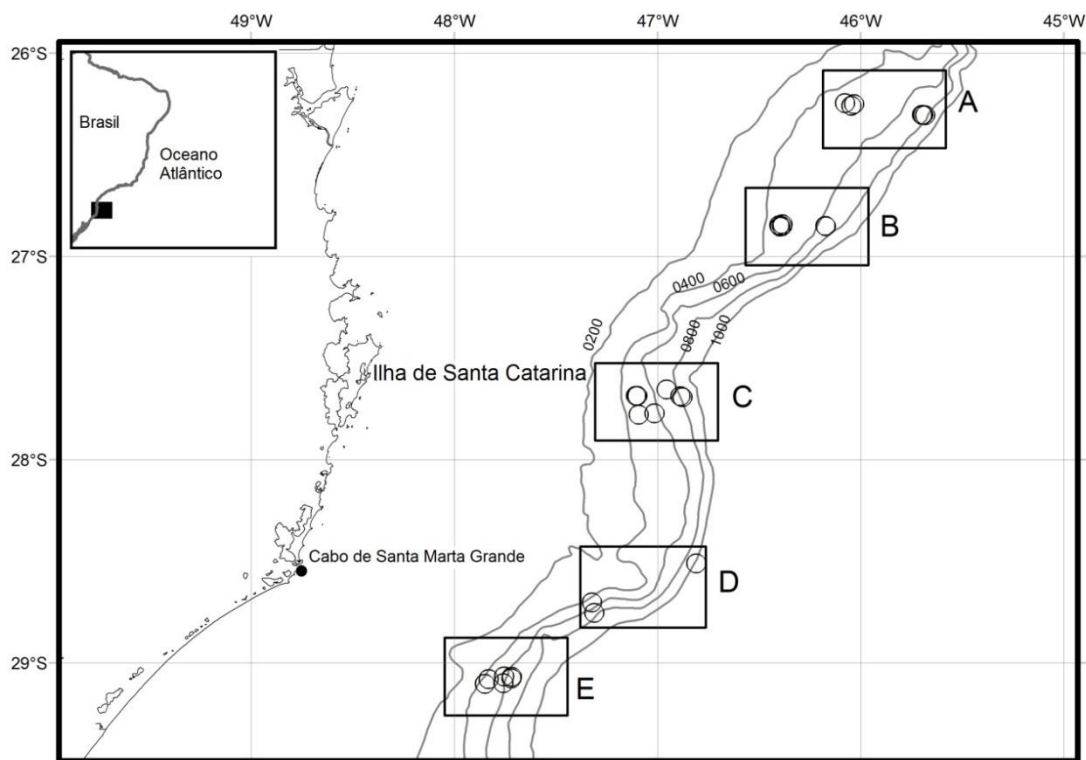 49°W
48°W
47°W
46°W
45°W
26°S
Brasil
Oceano
Atlântico
A
B
27°S
0400
0600
0200
0800
1000
Ilha de Santa Catarina
C
28°S
Cabo de Santa Marta Grande
D
29°S
E